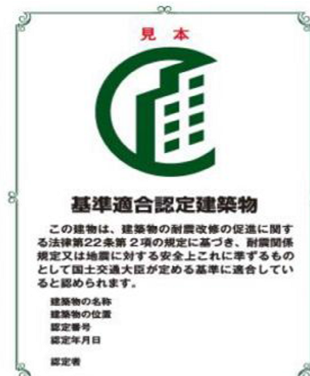 見本
基準適合認定建築物
この建物は、建築物の耐震改修の促進に関す
る法律第22条第2項の規定に基づき、耐震関係
規定又は地震に対する安全上これに準ずるもの
として国土交通大臣が定める基準に適合してい
ると認められます。
建築物の名称
建築物の位置
認定番号
認定年月日
認定者